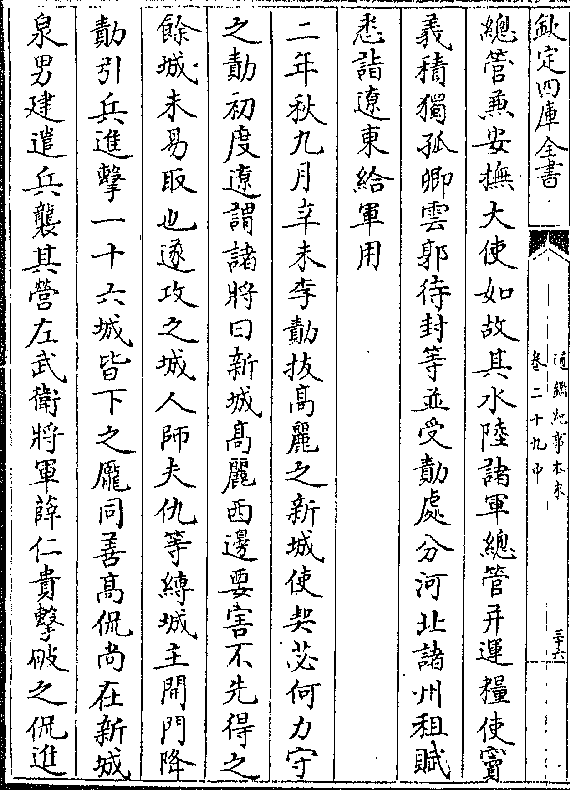 欽定四庫全書
通鑑紀事本末
卷二十九中
三十六
總管兼安撫大使如故其水陸諸軍總管并運糧使竇
義積獨孤卿雲郭待封等並受勣處分河北諸州租賦
悉詣遼東給軍用
二年秋九月辛未李勣拔高麗之新城使契苾何力守
之勣初度遼謂諸將曰新城高麗西邊要害不先得之
餘城未易取也遂攻之城人師夫仇等縛城主開門降
勣引兵進擊一十六城皆下之龐同善高侃尚在新城
泉男建遣兵襲其營左武衛將軍薛仁貴擊破之侃進